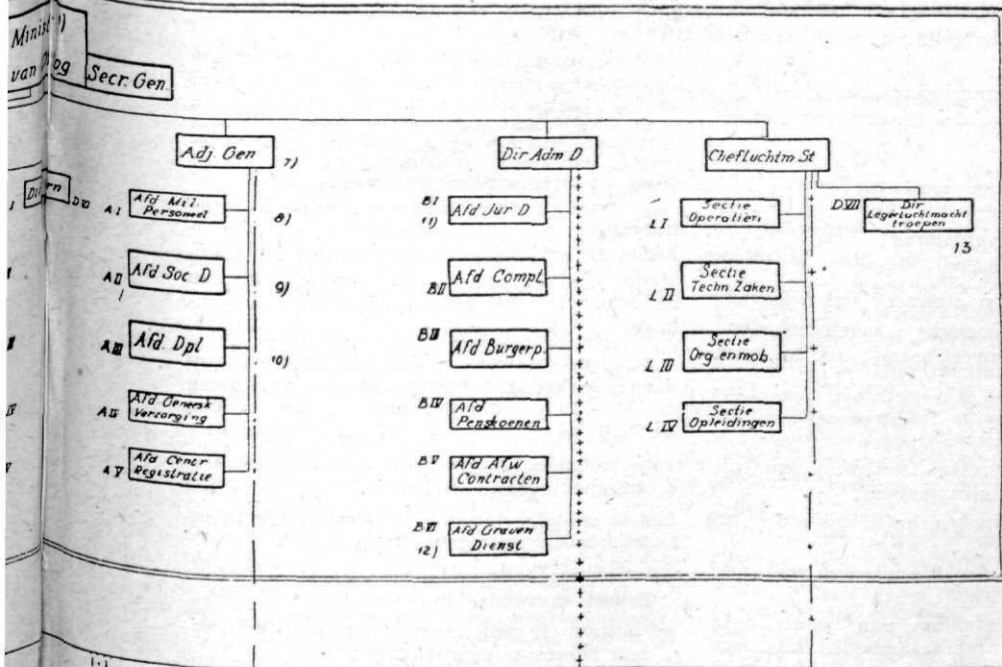 Minist
van
og
Secr. Gen.
Adj. Gen
7)
Dir Adm D
Chefluchtm St
A I
Afd Mil.
Personeel
8)
A II
Afd Soc D
9)
A III
Afd. Dpl
10)
A IV
Afd Geneesk
Verzorging
A V
Afd Centr
Registratie
B I
11)
Afd Jur D
B II
Afd Compt.
B III
Afd Burgerp.
B IV
Afd
Penskoenen
B V
Afd Afw
Contracten
B VI
12)
Afd Graven
Dienst
L I
Sectie
Operatien
L II
Sectie
Techn Zaken
L III
Sectie
Org en mob
L IV
Sectie
Opleidingen
D VII
Dir
Legerluchtmacht
troepen
13